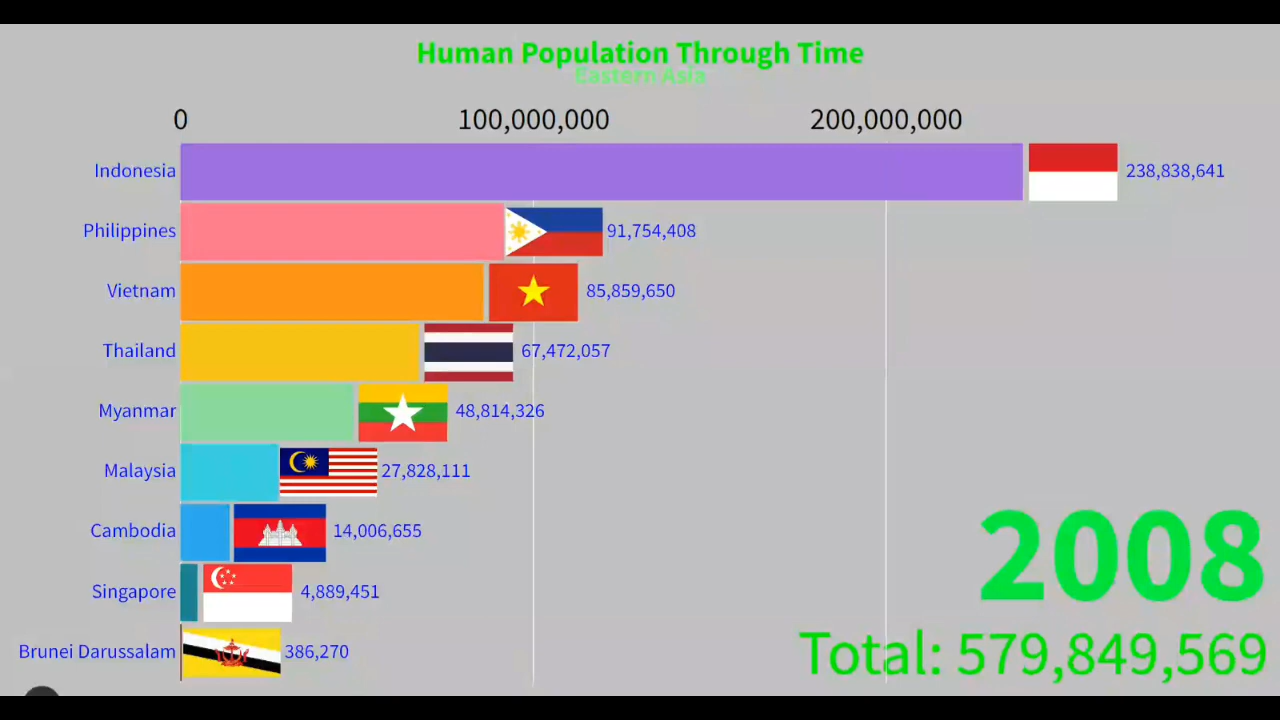 Human Population Through Time
Eastern Asia
0 100,000,000 200,000,000
Indonesia 238,838,641
Philippines 91,754,408
Vietnam 85,859,650
Thailand 67,472,057
Myanmar 48,814,326
Malaysia 27,828,111
Cambodia 14,006,655
Singapore 4,889,451
Brunei Darussalam 386,270
2008
Total: 579,849,569